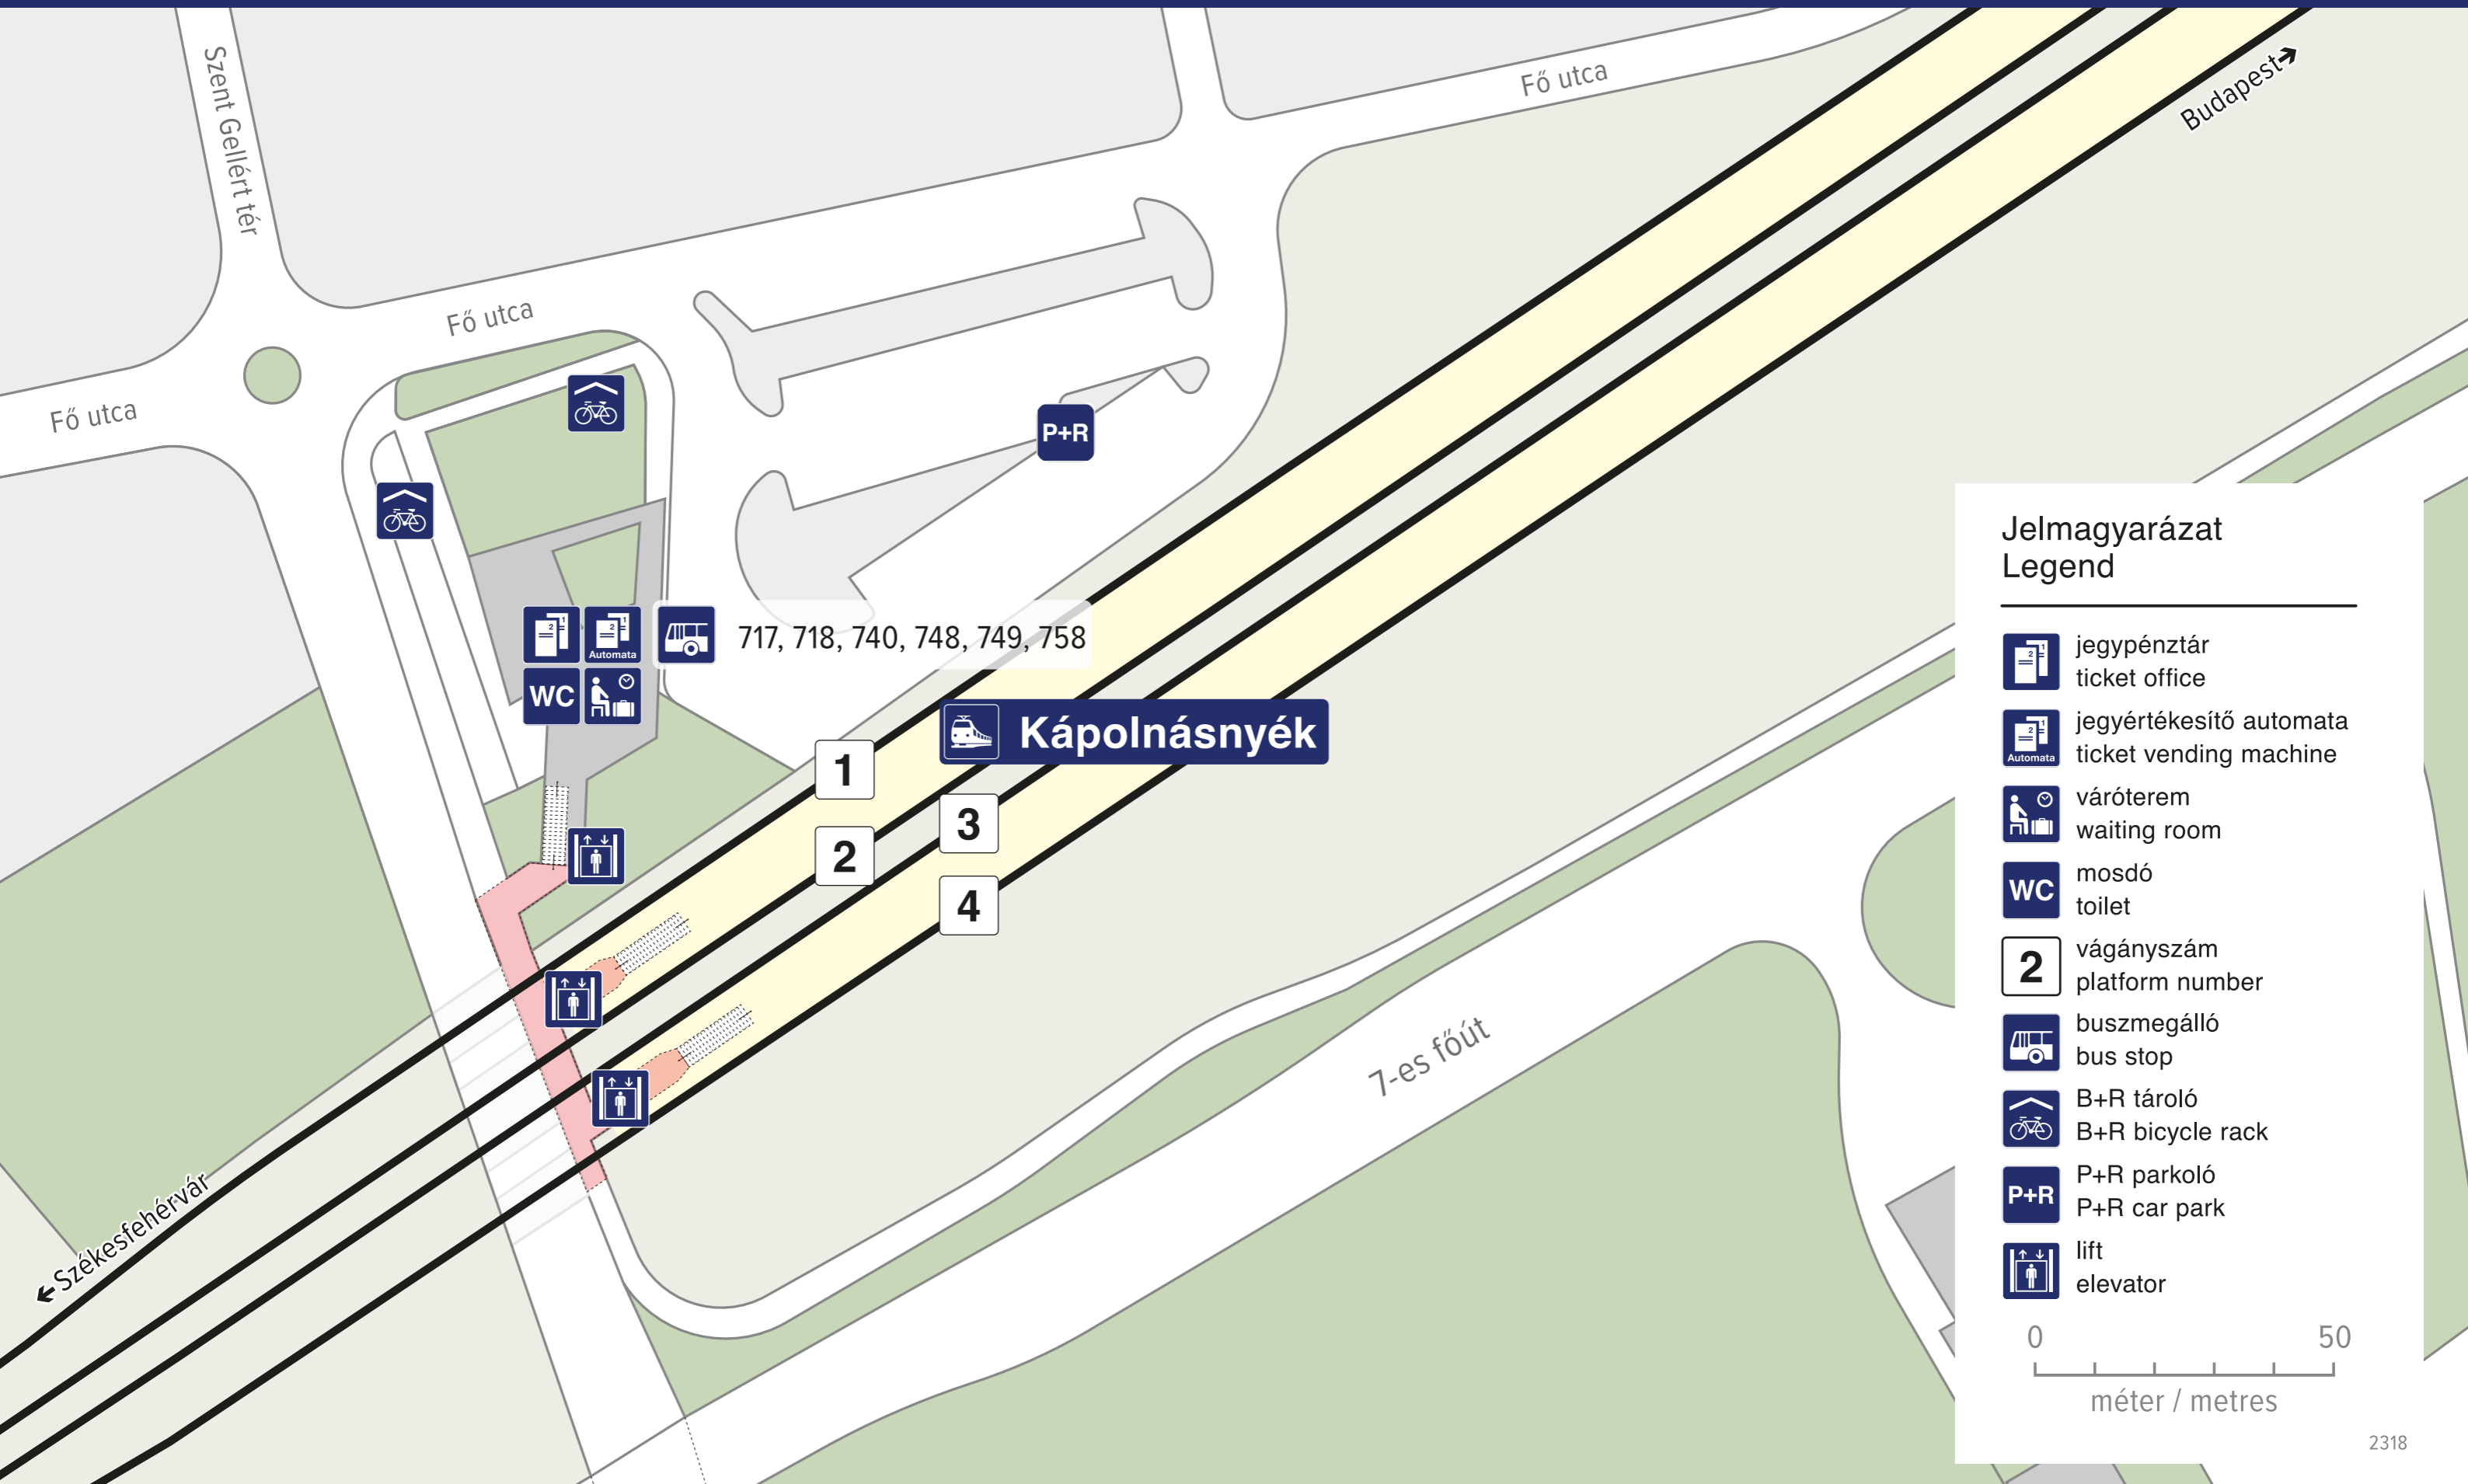 Szent Gellért tér
Fő utca
Budapest
Fő utca
Fő utca
P+R
Automata
717, 718, 740, 748, 749, 758
WC
Kápolnásnyék
1
2
3
4
7-es főút
Székesfehérvár
Jelmagyarázat
Legend
jegypénztár
ticket office
Automata
jegyértékesítő automata
ticket vending machine
váróterem
waiting room
WC
mosdó
toilet
2
vágányszám
platform number
buszmegálló
bus stop
B+R tároló
B+R bicycle rack
P+R
P+R parkoló
P+R car park
lift
elevator
0 50
méter / metres
2318